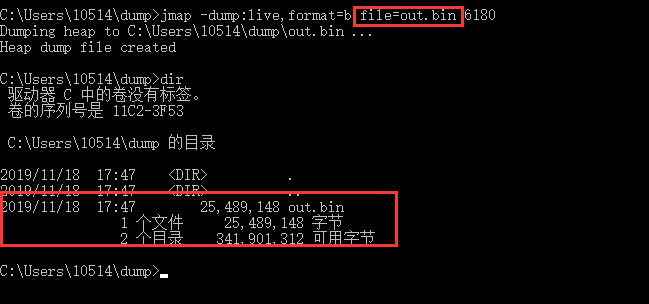 C:\Users\10514\dump>jmap -dump:live,format=b file=out.bin 6180
Dumping heap to C:\Users\10514\dump\out.bin ...
Heap dump file created
C:\Users\10514\dump>dir
驱动器 C 中的卷没有标签。
卷的序列号是 11C2-3F53
C:\Users\10514\dump 的目录
2019/11/18 17:47 <DIR> .
2019/11/18 17:47 <DIR> ..
2019/11/18 17:47 25,489,148 out.bin
1 个文件 25,489,148 字节
2 个目录 341,901,312 可用字节
C:\Users\10514\dump>